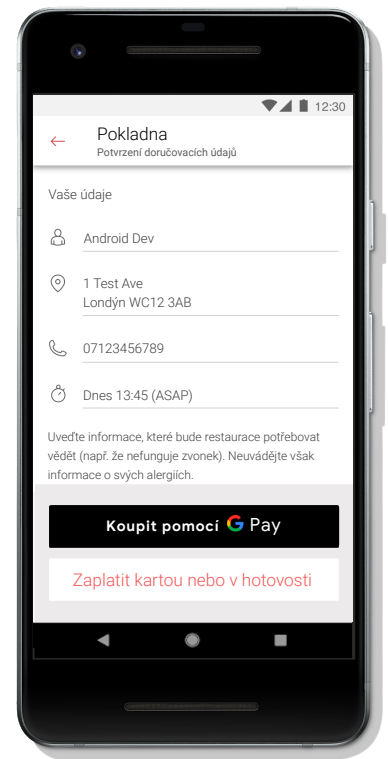 12:30
Pokladna
Potvrzení doručovacích údajů
Vaše údaje
Android Dev
1 Test Ave
Londýn WC12 3AB
07123456789
Dnes 13:45 (ASAP)
Uveďte informace, které bude restaurace potřebovat
vědět (např. že nefunguje zvonek). Neuvádějte však
informace o svých alergiích.
Koupit pomocí G Pay
Zaplatit kartou nebo v hotovosti